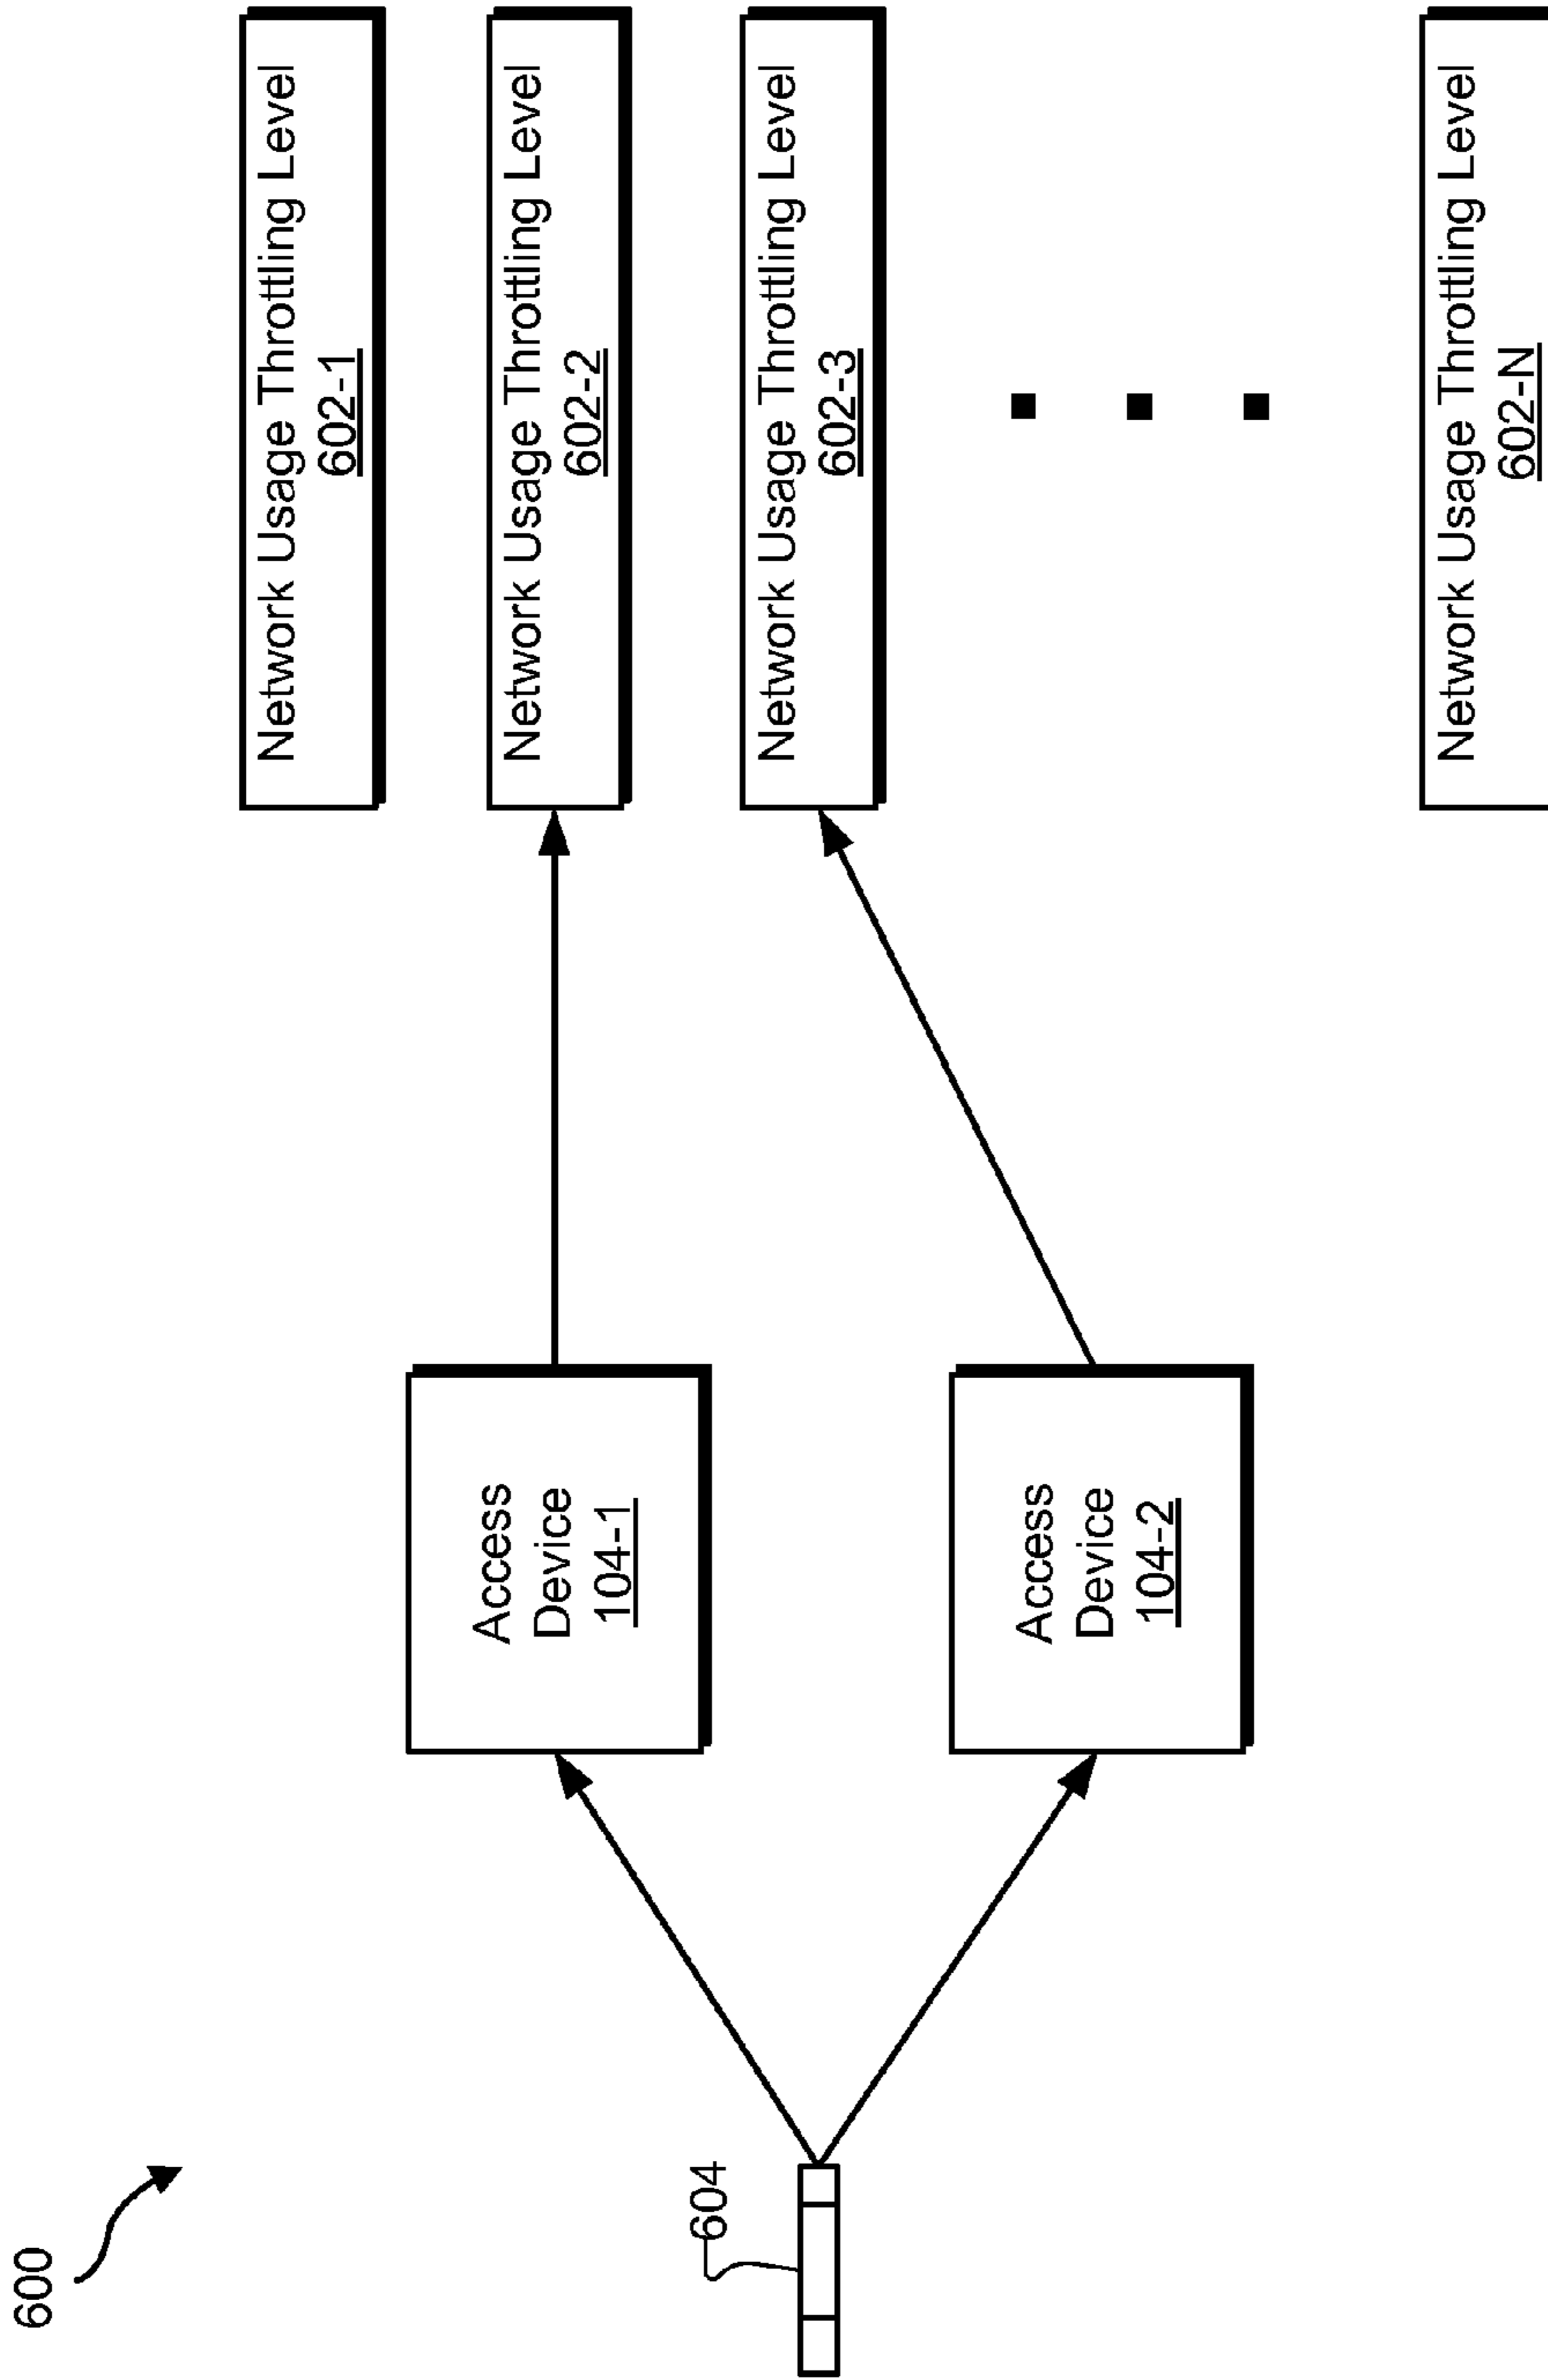 600
604
Access
Device
104-1
Access
Device
104-2
Network Usage Throttling Level
602-1
Network Usage Throttling Level
602-2
Network Usage Throttling Level
602-3
Network Usage Throttling Level
602-N